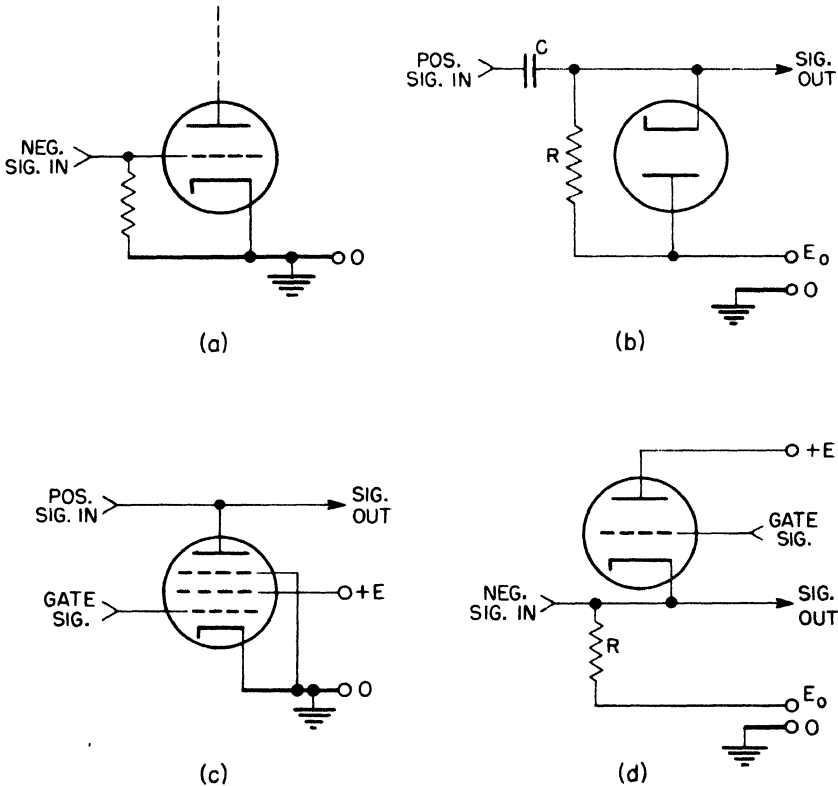 NEG.
SIG. IN
O
(a)
POS.
SIG. IN
C
SIG.
OUT
R
E₀
O
(b)
POS.
SIG. IN
SIG.
OUT
+E
GATE
SIG.
O
(c)
+E
GATE
SIG.
NEG.
SIG. IN
SIG.
OUT
R
E₀
O
(d)